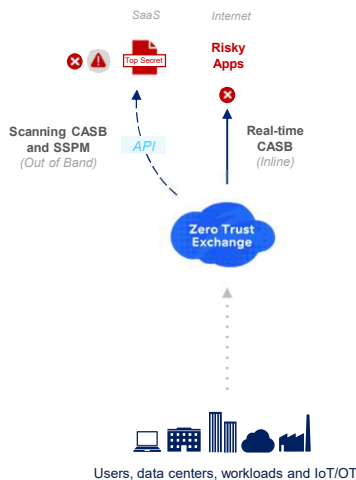 SaaS
Internet
Top Secret
Risky
Apps
Scanning CASB
and SSPM
(Out of Band)
API
Real-time
CASB
(Inline)
Zero Trust
Exchange
Users, data centers, workloads and IoT/OT